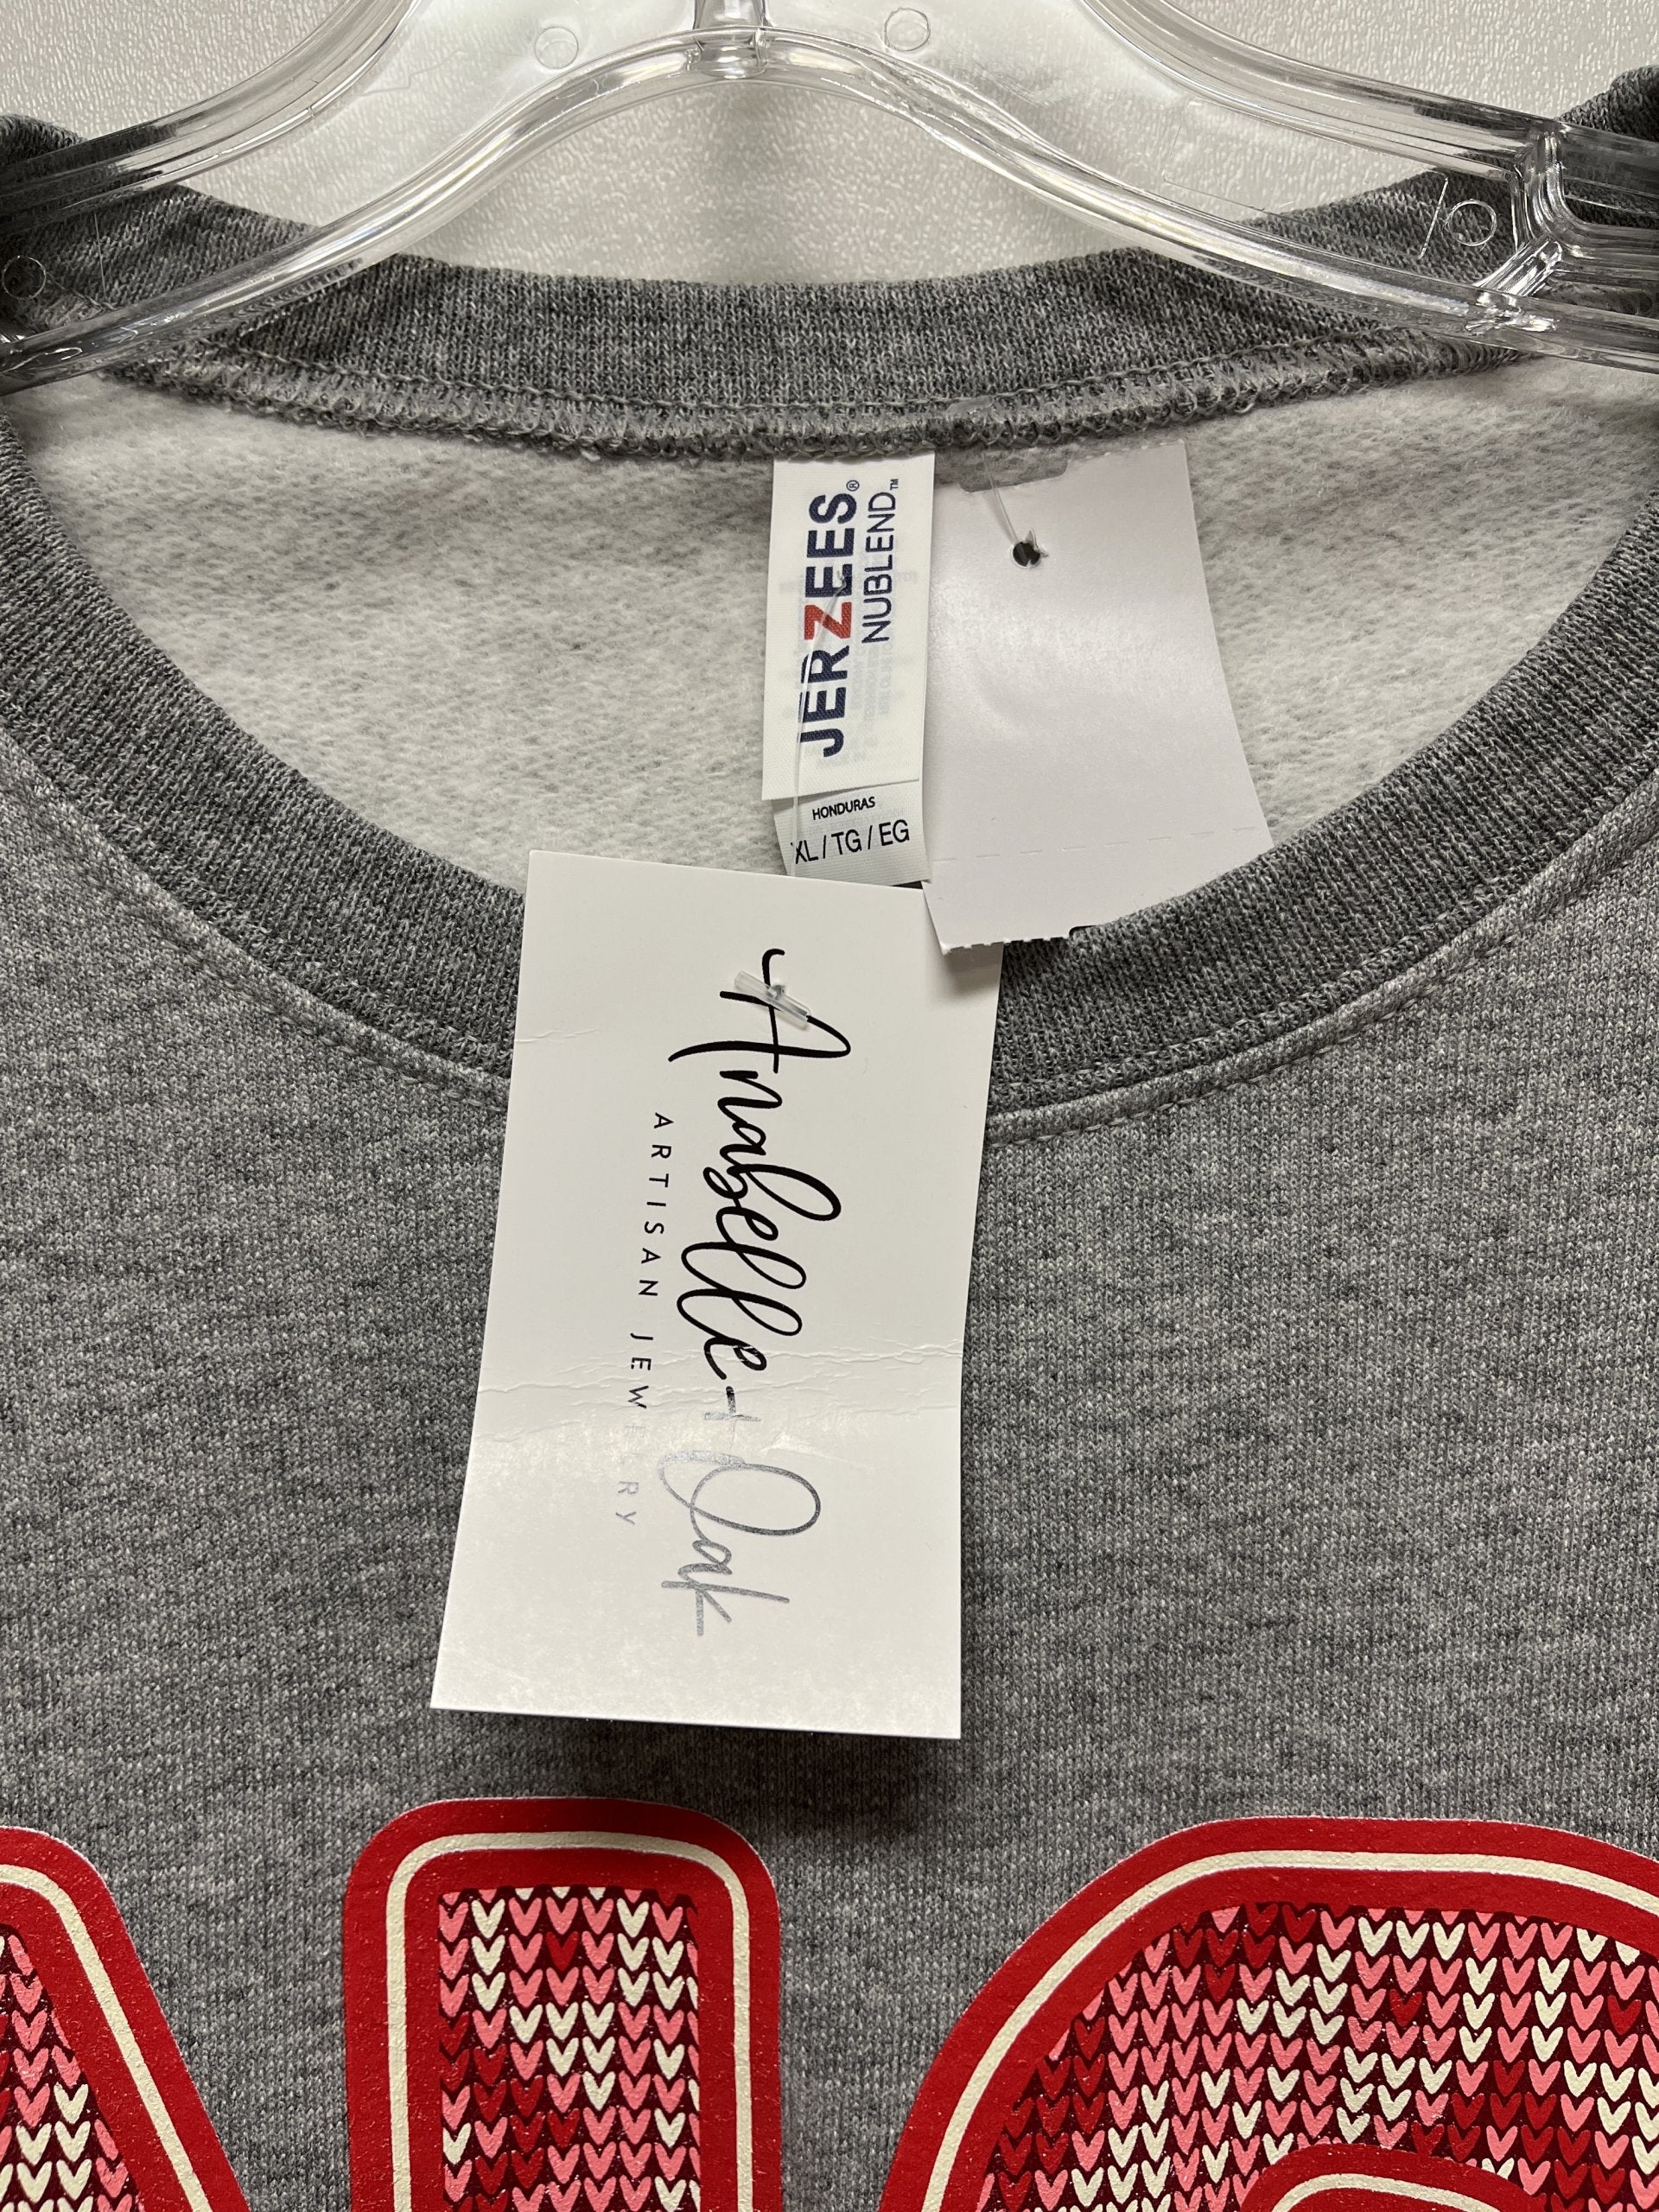 JERZEES®
NUBLEND™
HONDURAS
XL / TG / EG
Anabelle + Oak
ARTISAN JEWELRY